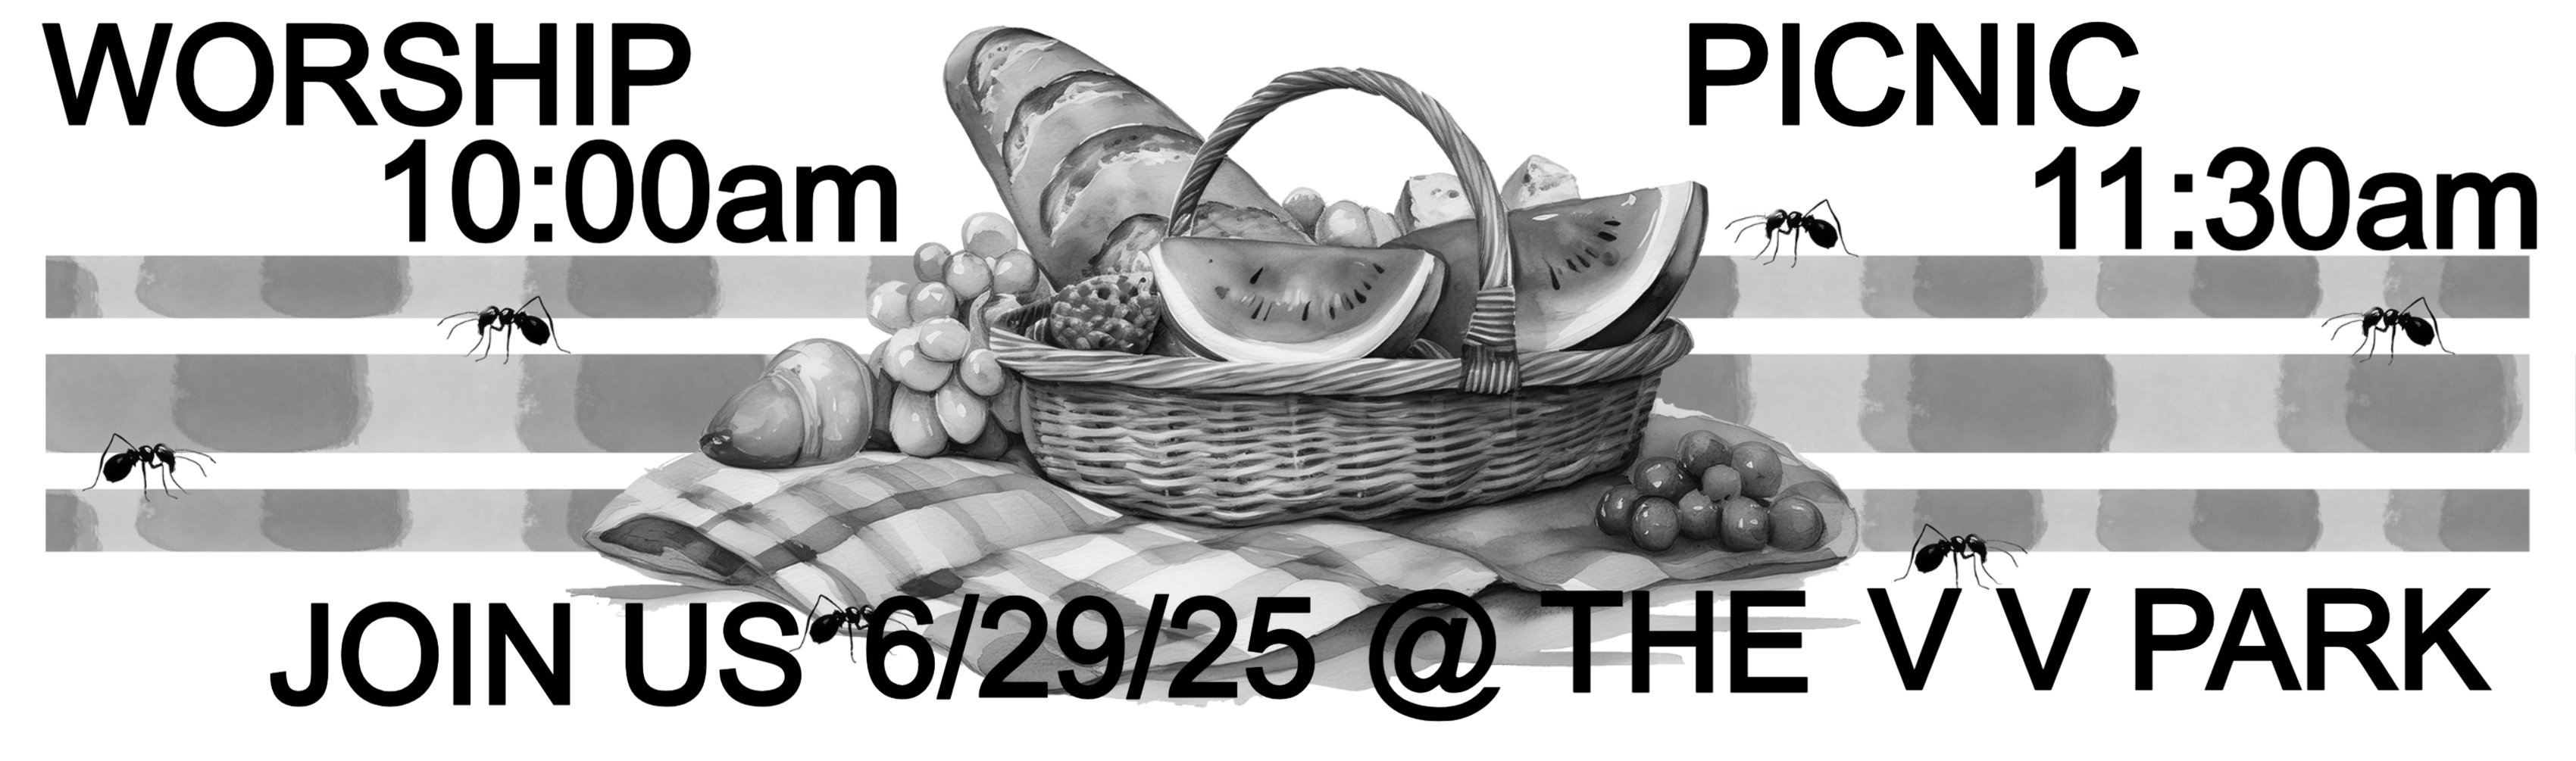 WORSHIP
10:00am
PICNIC
11:30am
JOIN US 6/29/25 @ THE V V PARK